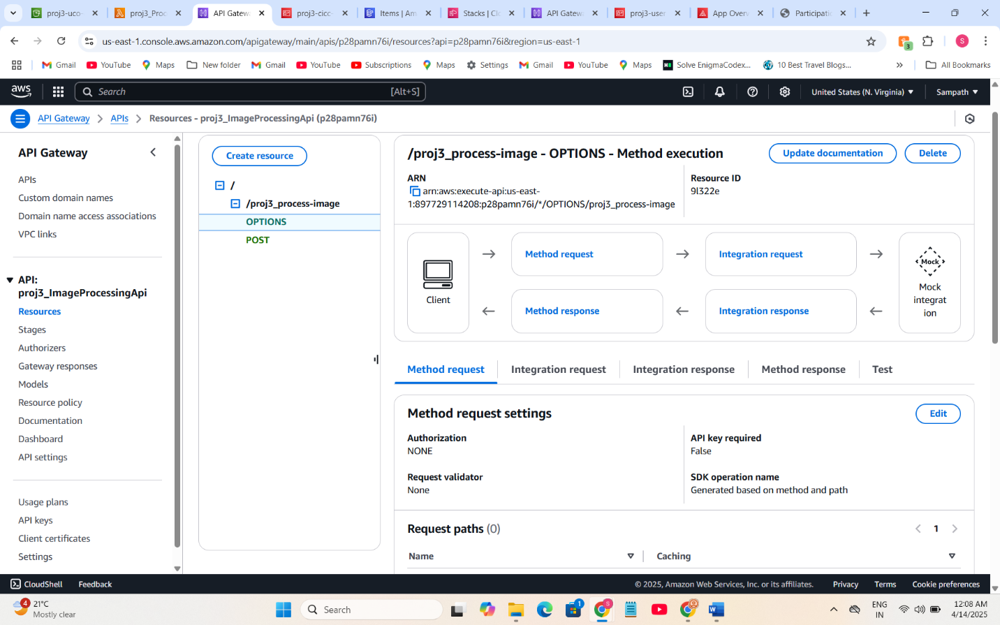 proj3-uco-
proj3_Proc
API Gatew
proj3-cicc-
Items | Am
Stacks | Clo
API Gatew
proj3-user
App Over
Participatio
us-east-1.console.aws.amazon.com/apigateway/main/apis/p28pamn76i/resources?api=p28pamn76i&region=us-east-1
3
S
Gmail
YouTube
Maps
New folder
Gmail
YouTube
Subscriptions
Maps
Settings
Gmail
YouTube
Maps
Solve EnigmaCodex...
10 Best Travel Blogs...
All Bookmarks
aws
Search
[Alt+S]
United States (N. Virginia)
Sampath
API Gateway
APIs
Resources - proj3_ImageProcessingApi (p28pamn76i)
API Gateway
APIs
Custom domain names
Domain name access associations
VPC links
API:
proj3_ImageProcessingApi
Resources
Stages
Authorizers
Gateway responses
Models
Resource policy
Documentation
Dashboard
API settings
Usage plans
API keys
Client certificates
Settings
Create resource
/
/proj3_process-image
OPTIONS
POST
/proj3_process-image - OPTIONS - Method execution
Update documentation
Delete
ARN
arn:aws:execute-api:us-east-
1:897729114208:p28pamn76i/*/OPTIONS/proj3_process-image
Resource ID
9l322e
Client
Method request
Integration request
Method response
Integration response
Mock
Mock
integrat
ion
Method request
Integration request
Integration response
Method response
Test
Method request settings
Edit
Authorization
NONE
API key required
False
Request validator
None
SDK operation name
Generated based on method and path
Request paths (0)
1
Name
Caching
CloudShell
Feedback
© 2025, Amazon Web Services, Inc. or its affiliates.
Privacy
Terms
Cookie preferences
4
21°C
Mostly clear
Search
1
S
ENG
IN
12:08 AM
4/14/2025